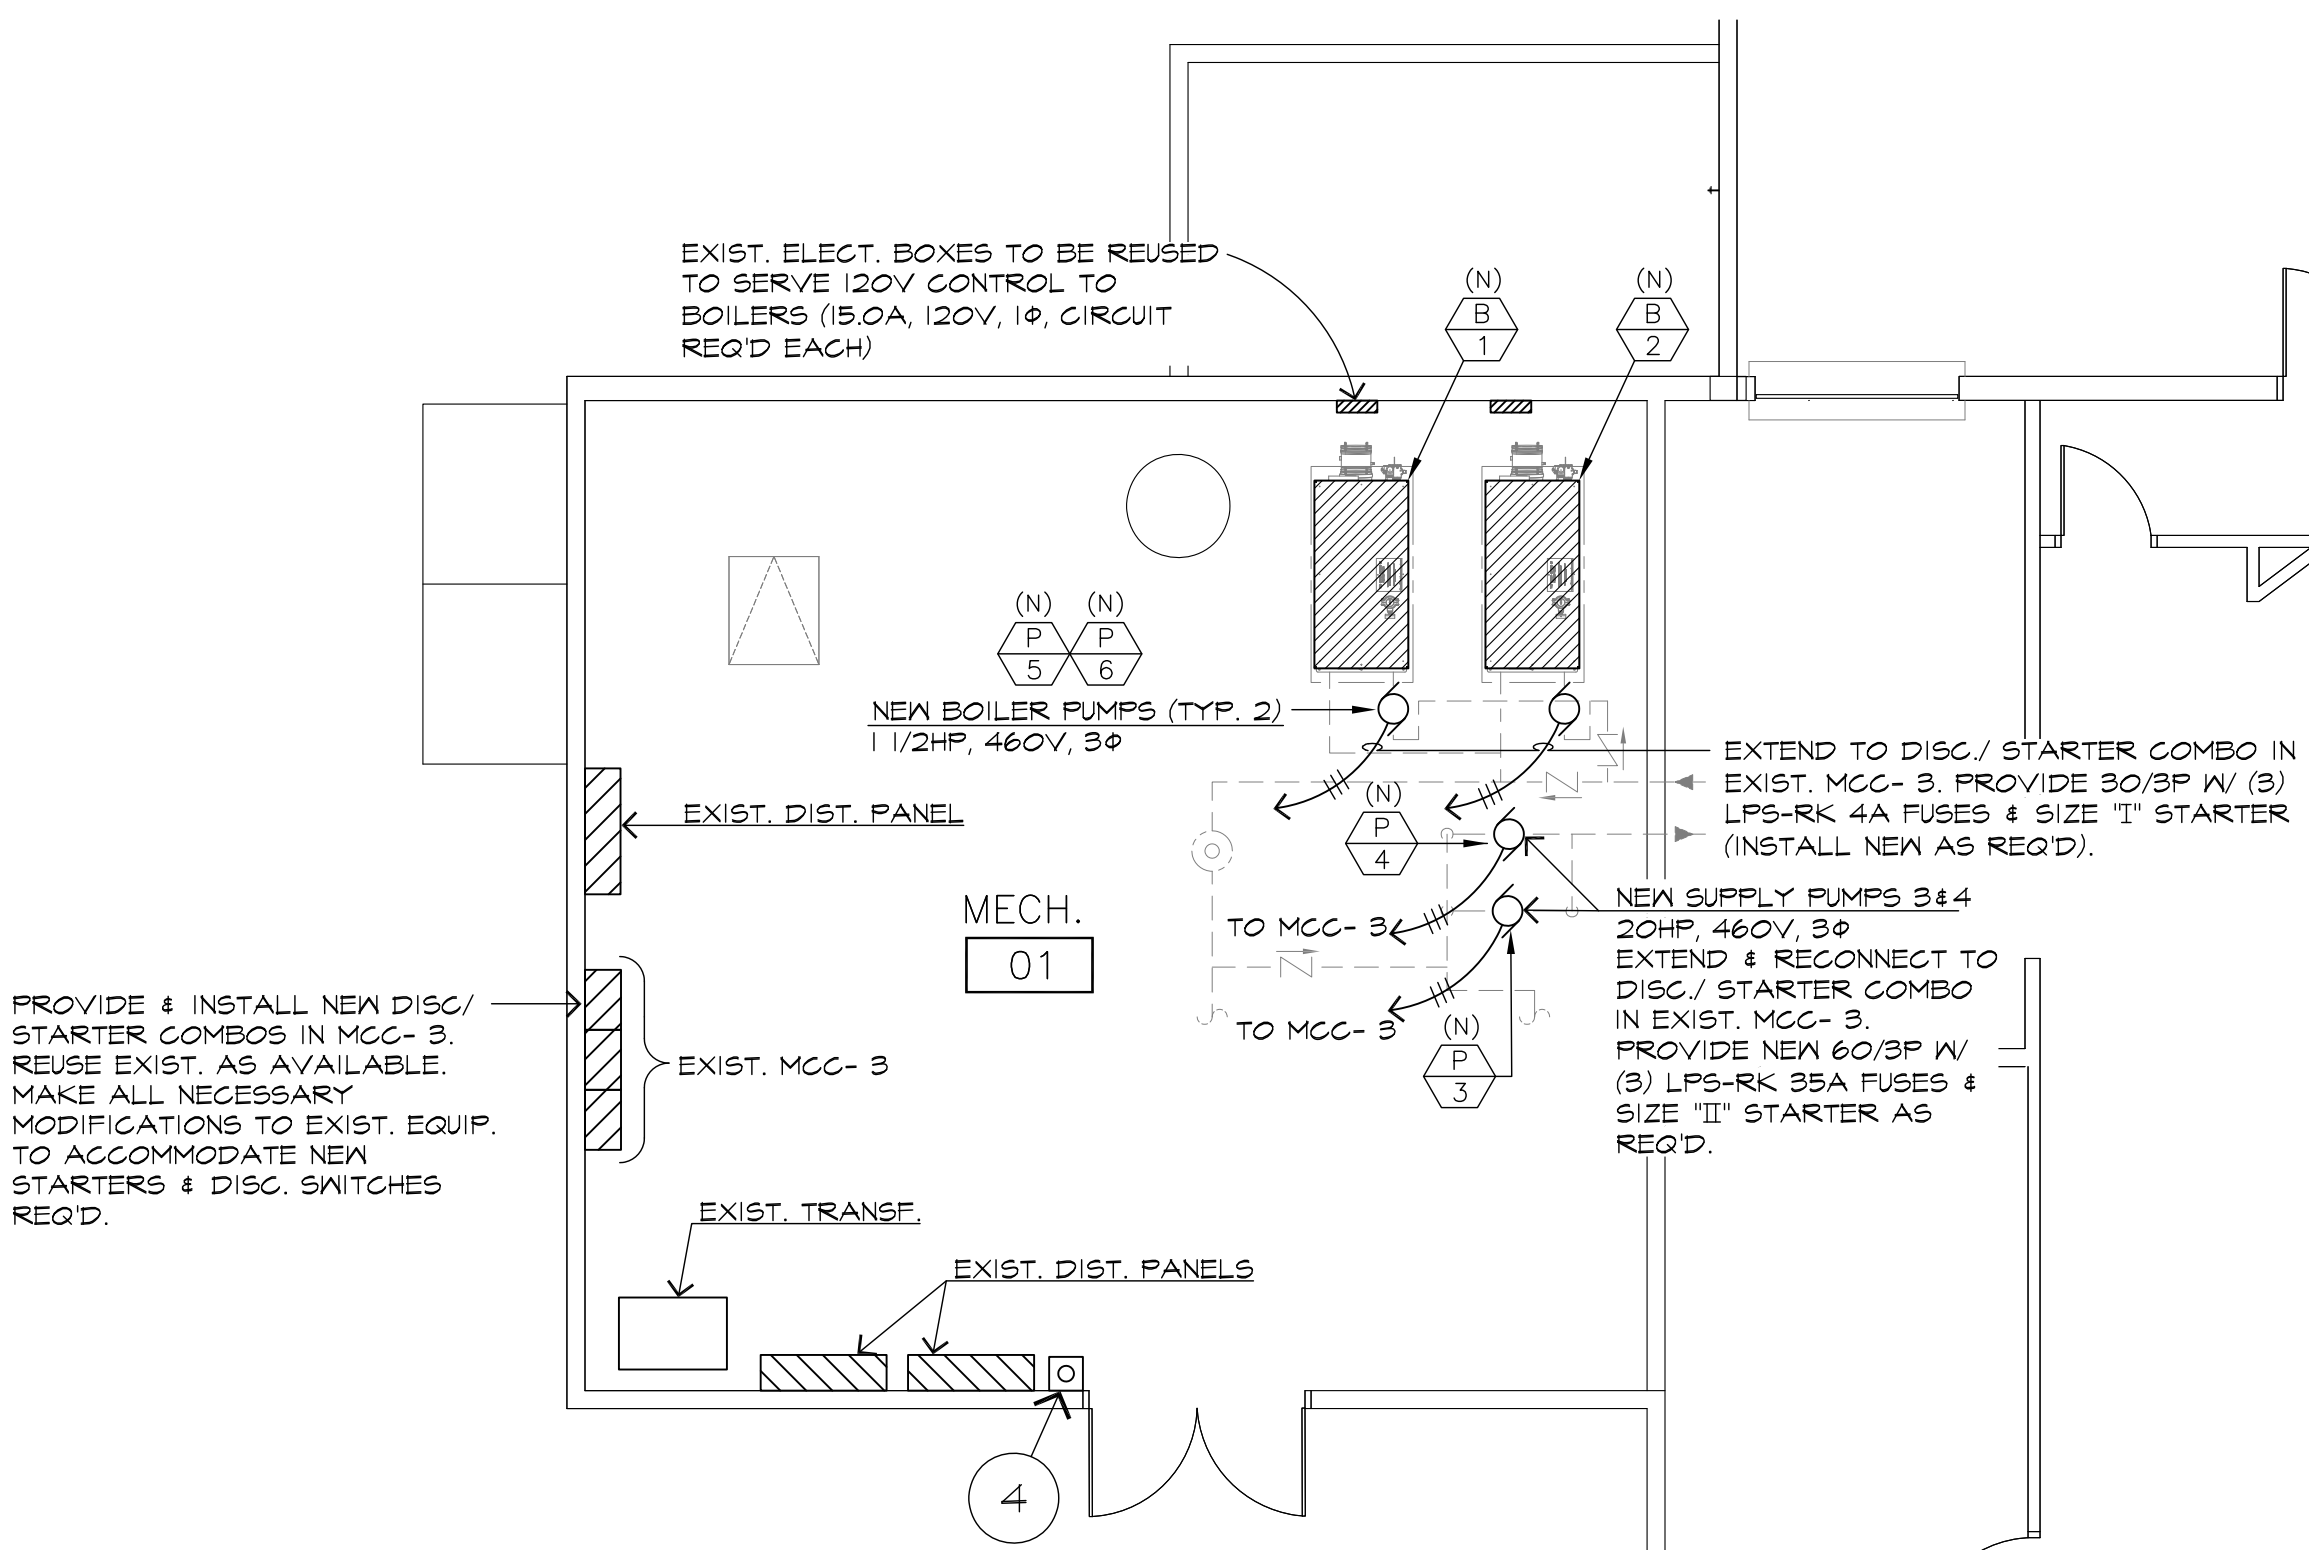 EXIST. ELECT. BOXES TO BE REUSED
TO SERVE 120V CONTROL TO
BOILERS (15.0A, 120V, 1Φ, CIRCUIT
REQ'D EACH)
(N)
B
1
(N)
B
2
(N)
P
5
(N)
P
6
NEW BOILER PUMPS (TYP. 2)
1 1/2HP, 460V, 3Φ
EXTEND TO DISC./ STARTER COMBO IN
EXIST. MCC- 3. PROVIDE 30/3P W/ (3)
LPS-RK 4A FUSES & SIZE "I" STARTER
(INSTALL NEW AS REQ'D).
EXIST. DIST. PANEL
(N)
P
4
NEW SUPPLY PUMPS 3&4
20HP, 460V, 3Φ
EXTEND & RECONNECT TO
DISC./ STARTER COMBO
IN EXIST. MCC- 3.
PROVIDE NEW 60/3P W/
(3) LPS-RK 35A FUSES &
SIZE "II" STARTER AS
REQ'D.
MECH.
01
TO MCC- 3
TO MCC- 3
(N)
P
3
PROVIDE & INSTALL NEW DISC/
STARTER COMBOS IN MCC- 3.
REUSE EXIST. AS AVAILABLE.
MAKE ALL NECESSARY
MODIFICATIONS TO EXIST. EQUIP.
TO ACCOMMODATE NEW
STARTERS & DISC. SWITCHES
REQ'D.
EXIST. MCC- 3
EXIST. TRANSF.
EXIST. DIST. PANELS
4